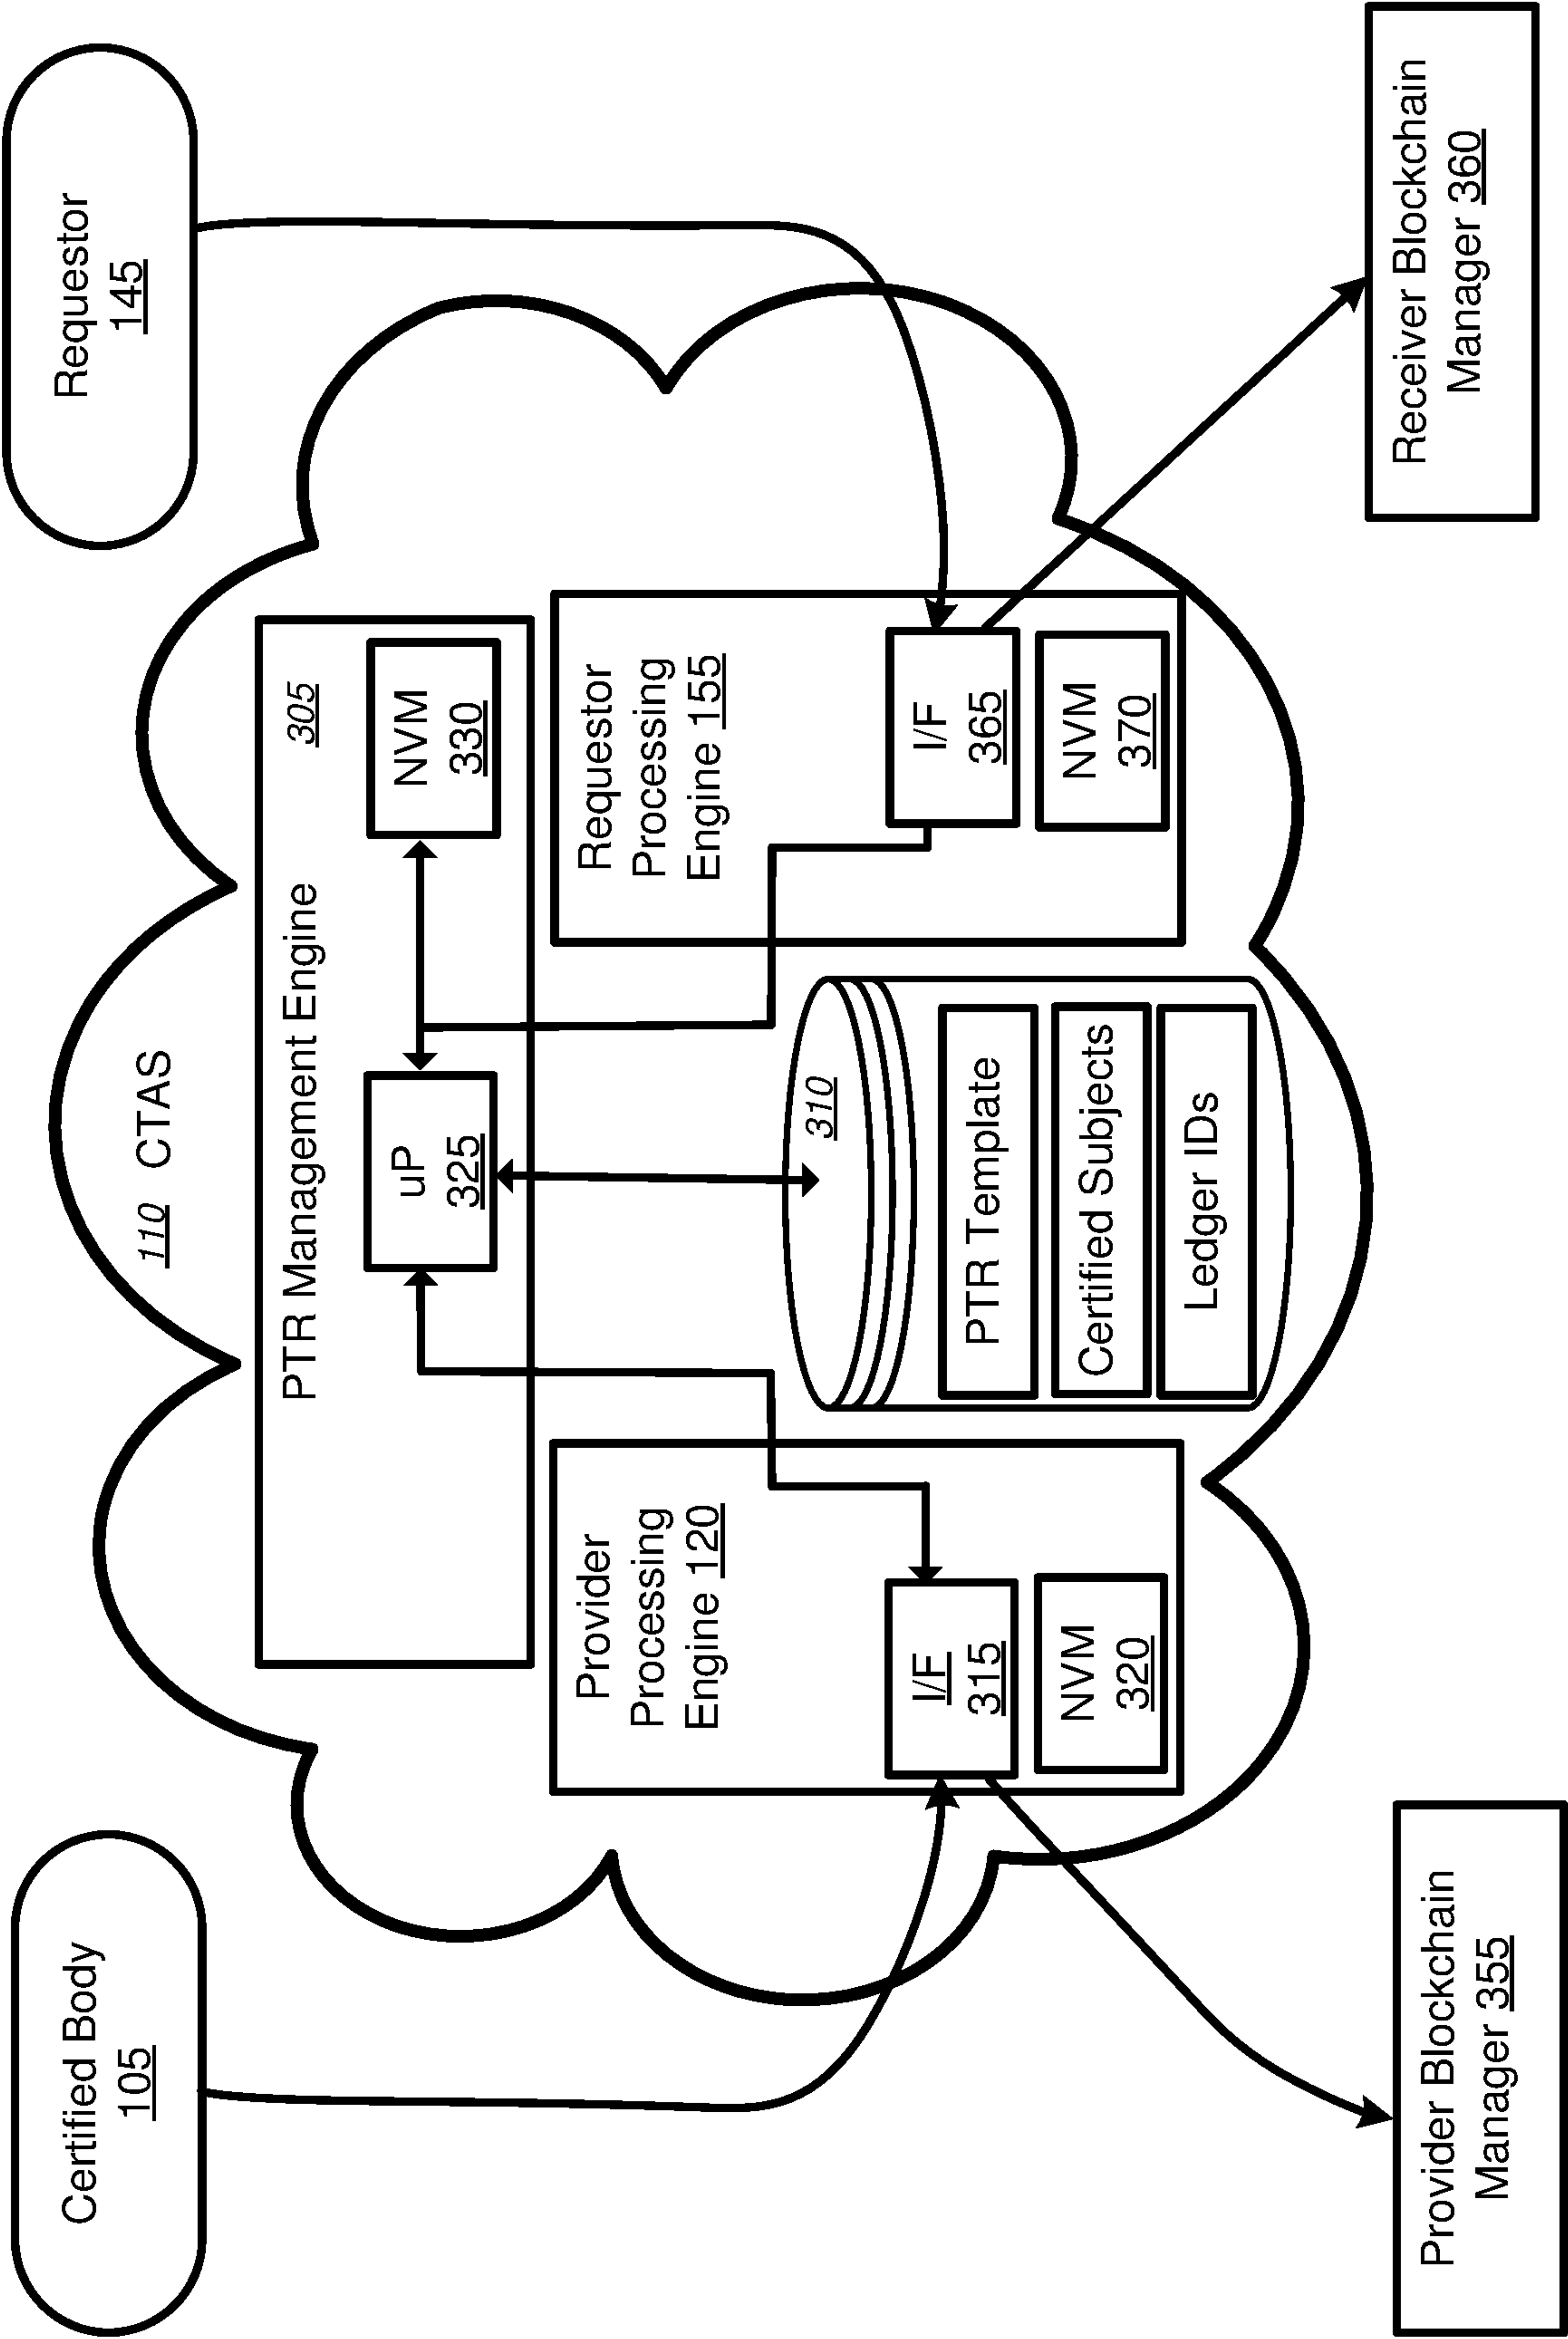 Certified Body
105
Requestor
145
110 CTAS
PTR Management Engine
305
uP
325
NVM
330
Provider
Processing
Engine 120
I/F
315
NVM
320
310
PTR Template
Certified Subjects
Ledger IDs
Requestor
Processing
Engine 155
I/F
365
NVM
370
Provider Blockchain
Manager 355
Receiver Blockchain
Manager 360